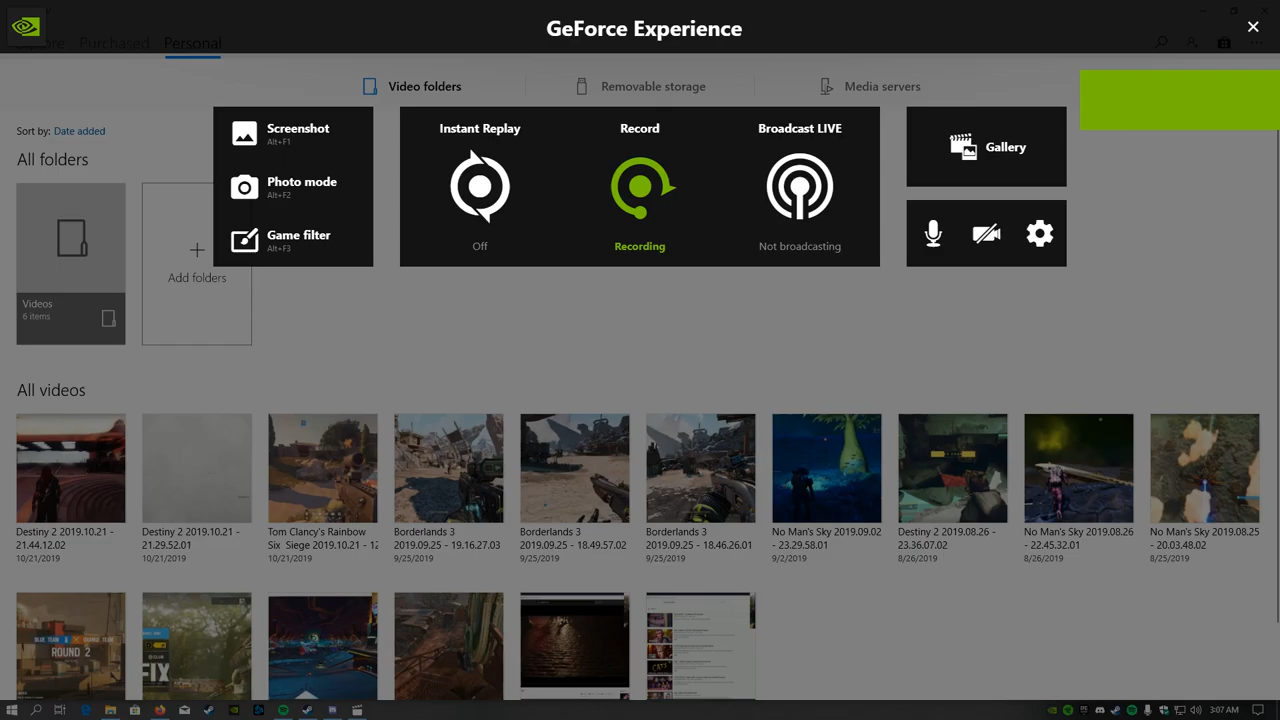 GeForce Experience
Purchased
Personal
Video folders
Removable storage
Media servers
Sort by: Date added
All folders
Screenshot
Alt+F1
Photo mode
Alt+F2
Game filter
Alt+F3
Instant Replay
Off
Record
Recording
Broadcast LIVE
Not broadcasting
Gallery
Videos
6 items
Add folders
All videos
Destiny 2 2019.10.21 -
21.44.12.02
10/21/2019
Destiny 2 2019.10.21 -
21.29.52.01
10/21/2019
Tom Clancy's Rainbow
Six Siege 2019.10.21 - 12
10/21/2019
Borderlands 3
2019.09.25 - 19.16.27.03
9/25/2019
Borderlands 3
2019.09.25 - 18.49.57.02
9/25/2019
Borderlands 3
2019.09.25 - 18.46.26.01
9/25/2019
No Man's Sky 2019.09.02
- 23.29.58.01
9/2/2019
Destiny 2 2019.08.26 -
23.36.07.02
8/26/2019
No Man's Sky 2019.08.26
- 22.45.32.01
8/26/2019
No Man's Sky 2019.08.25
- 20.03.48.02
8/25/2019
BLUE TEAM
ROUND 2
FIX
CATS
3:07 AM